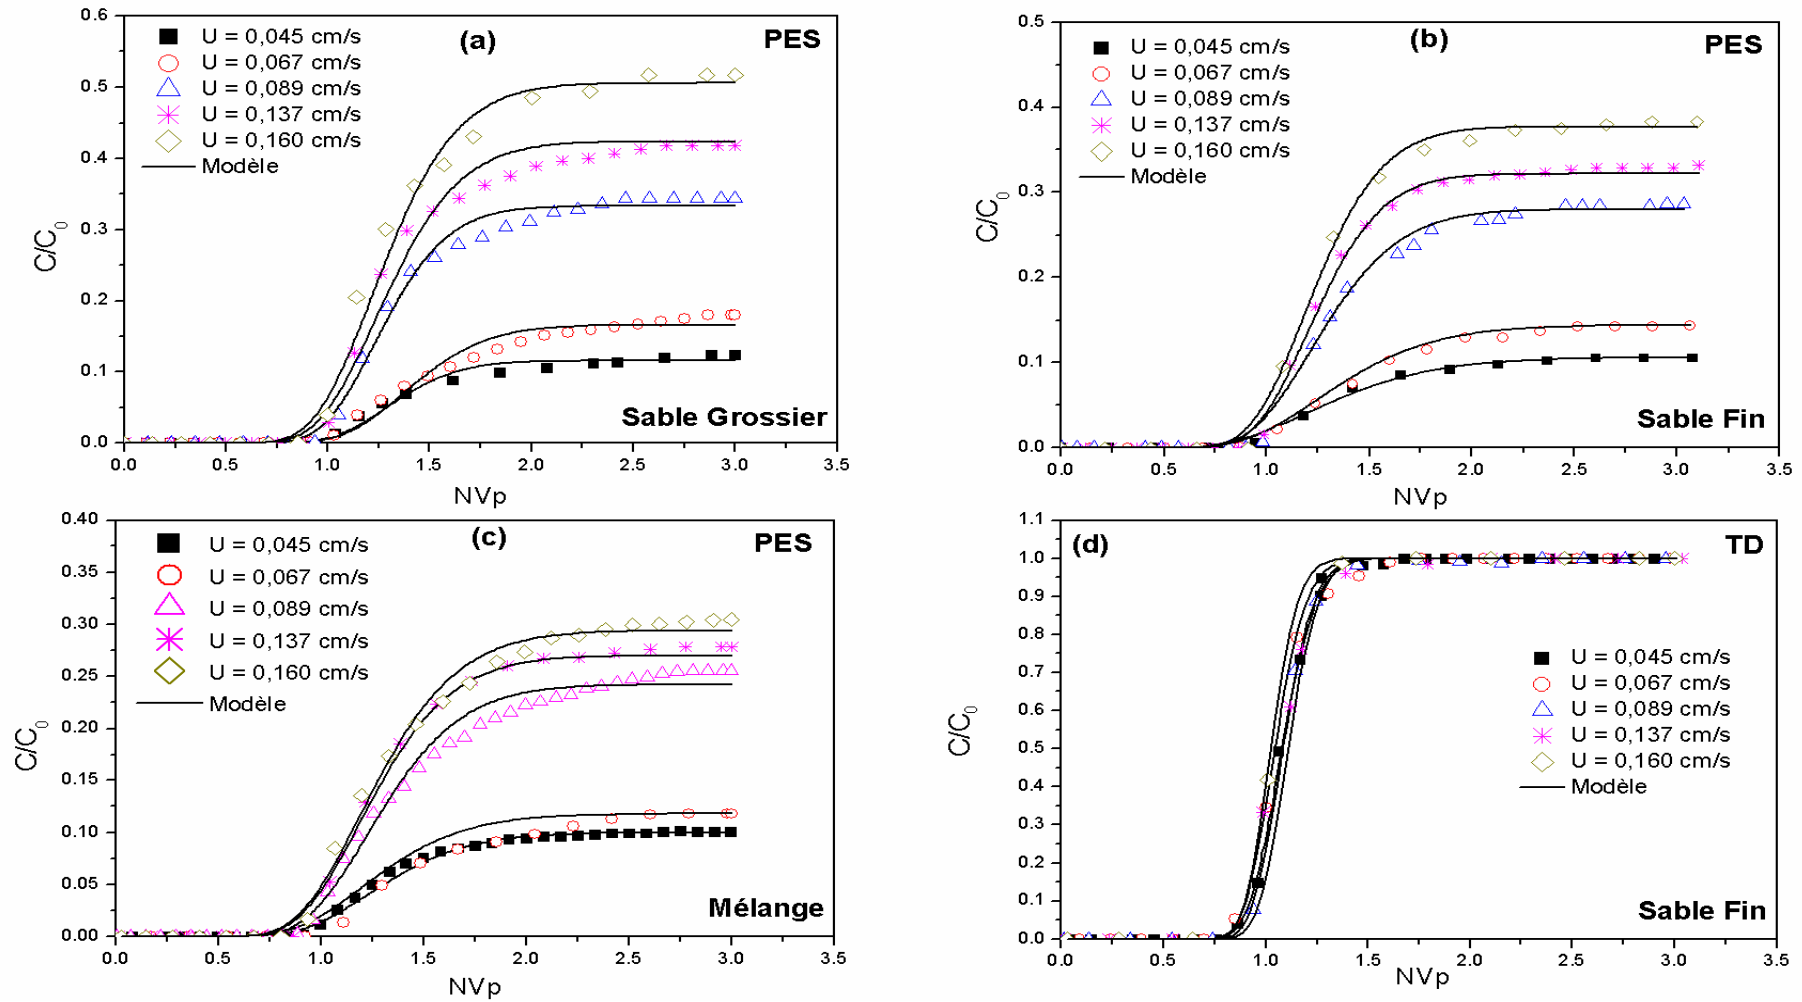 (a)
PES
U = 0,045 cm/s
U = 0,067 cm/s
U = 0,089 cm/s
U = 0,137 cm/s
U = 0,160 cm/s
Modèle
Sable Grossier
C/C0
0.6
0.5
0.4
0.3
0.2
0.1
0.0
0.0 0.5 1.0 1.5 2.0 2.5 3.0 3.5
NVp
(b)
PES
U = 0,045 cm/s
U = 0,067 cm/s
U = 0,089 cm/s
U = 0,137 cm/s
U = 0,160 cm/s
Modèle
Sable Fin
C/C0
0.5
0.4
0.3
0.2
0.1
0.0
0.0 0.5 1.0 1.5 2.0 2.5 3.0 3.5
NVp
(c)
PES
U = 0,045 cm/s
U = 0,067 cm/s
U = 0,089 cm/s
U = 0,137 cm/s
U = 0,160 cm/s
Modèle
Mélange
C/C0
0.40
0.35
0.30
0.25
0.20
0.15
0.10
0.05
0.00
0.0 0.5 1.0 1.5 2.0 2.5 3.0 3.5
NVp
(d)
TD
U = 0,045 cm/s
U = 0,067 cm/s
U = 0,089 cm/s
U = 0,137 cm/s
U = 0,160 cm/s
Modèle
Sable Fin
C/C0
1.1
1.0
0.9
0.8
0.7
0.6
0.5
0.4
0.3
0.2
0.1
0.0
0.0 0.5 1.0 1.5 2.0 2.5 3.0 3.5
NVp